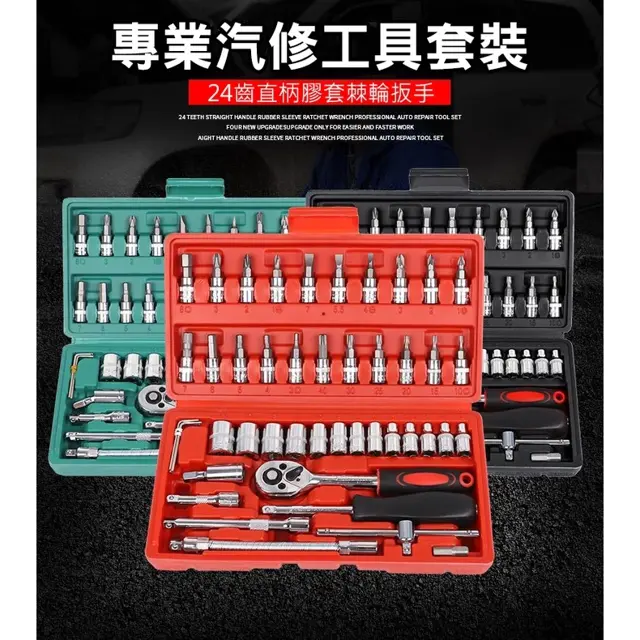 專業汽修工具套裝
24齒直柄膠套棘輪扳手
24 TEETH STRAIGHT HANDLE RUBBER SLEEVE RATCHET WRENCH PROFESSIONAL AUTO REPAIR TOOL SET
FOUR NEW UPGRADESUPGRADE ONLY FOR EASIER AND FASTER WORK
AIGHT HANDLE RUBBER SLEEVE RATCHET WRENCH PROFESSIONAL AUTO REPAIR TOOL SET